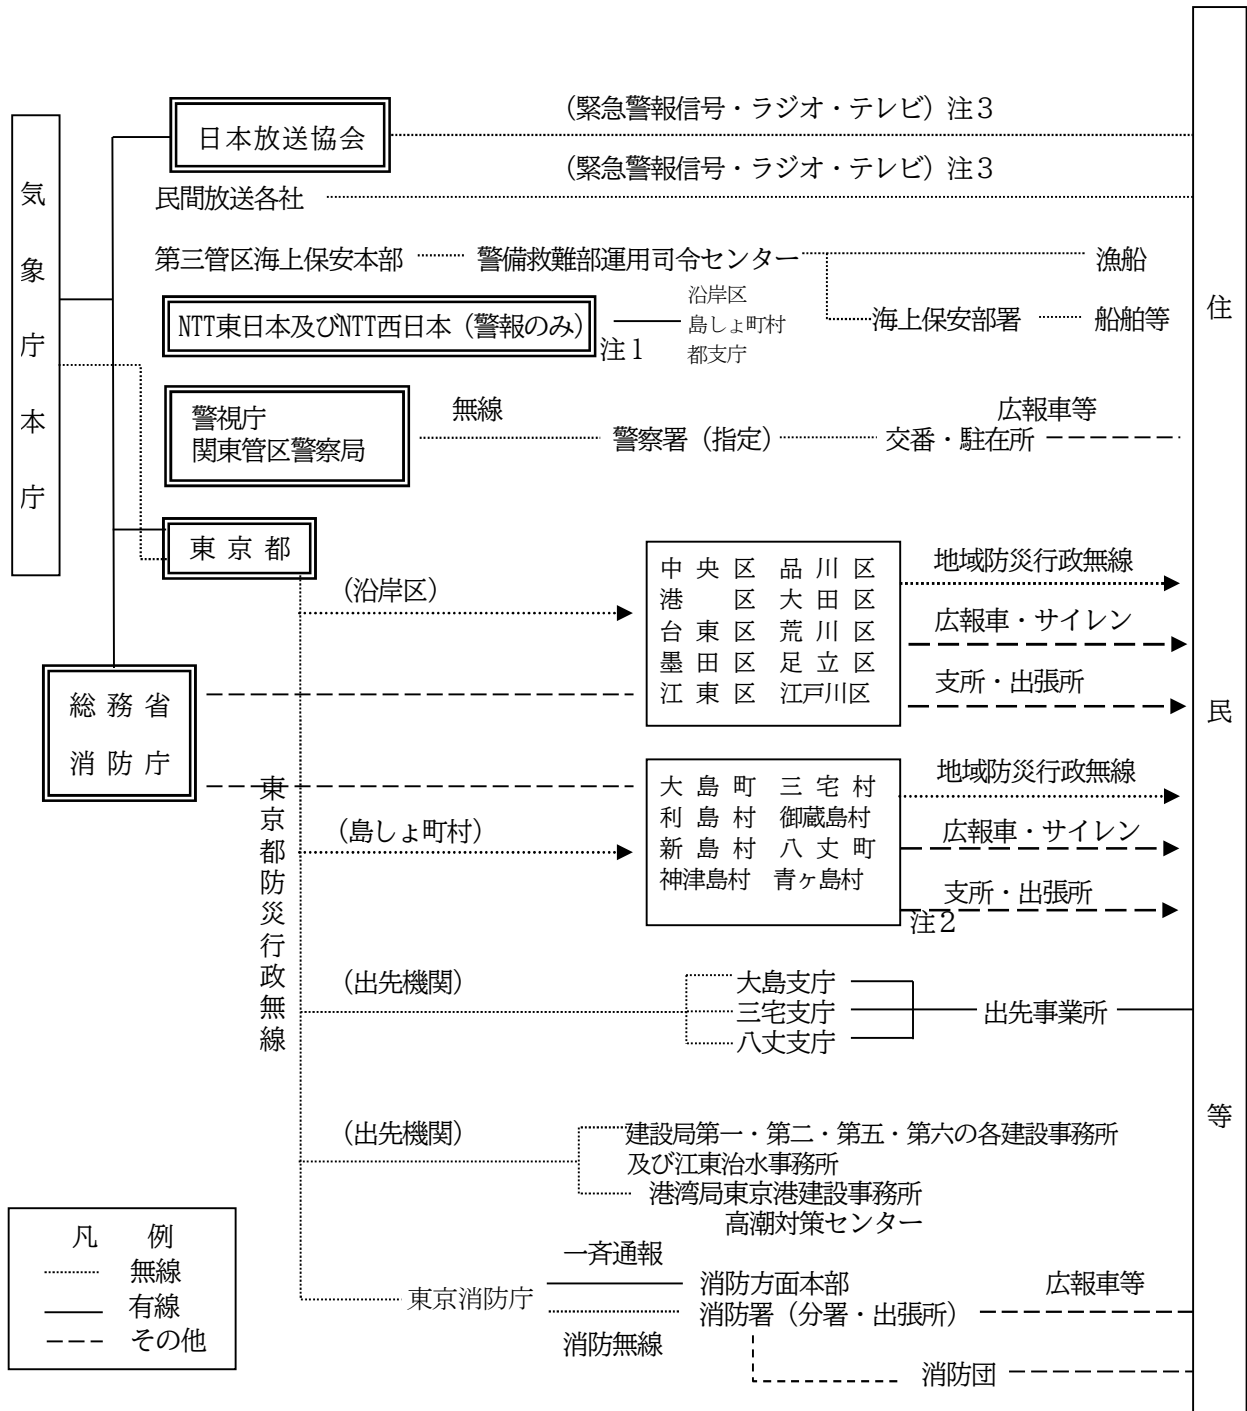 気象庁本庁
日本放送協会
(緊急警報信号・ラジオ・テレビ）注３
民間放送各社
(緊急警報信号・ラジオ・テレビ）注３
第三管区海上保安本部
警備救難部運用司令センター
漁船
海上保安部署
船舶等
NTT東日本及びNTT西日本（警報のみ）
注１
沿岸区
島しょ町村
都支庁
警視庁
関東管区警察局
無線
警察署（指定）
交番・駐在所
広報車等
東京都
(沿岸区）
中央区　品川区
港　区　大田区
台東区　荒川区
墨田区　足立区
江東区　江戸川区
地域防災行政無線
広報車・サイレン
支所・出張所
総務省
消防庁
東京都防災行政無線
(島しょ町村）
大島町　三宅村
利島村　御蔵島村
新島村　八丈町
神津島村　青ヶ島村
注２
地域防災行政無線
広報車・サイレン
支所・出張所
(出先機関）
大島支庁
三宅支庁
八丈支庁
出先事業所
(出先機関）
建設局第一・第二・第五・第六の各建設事務所
及び江東治水事務所
港湾局東京港建設事務所
高潮対策センター
東京消防庁
一斉通報
消防無線
消防方面本部
消防署（分署・出張所）
広報車等
消防団
住民等
凡　例
無線
有線
その他